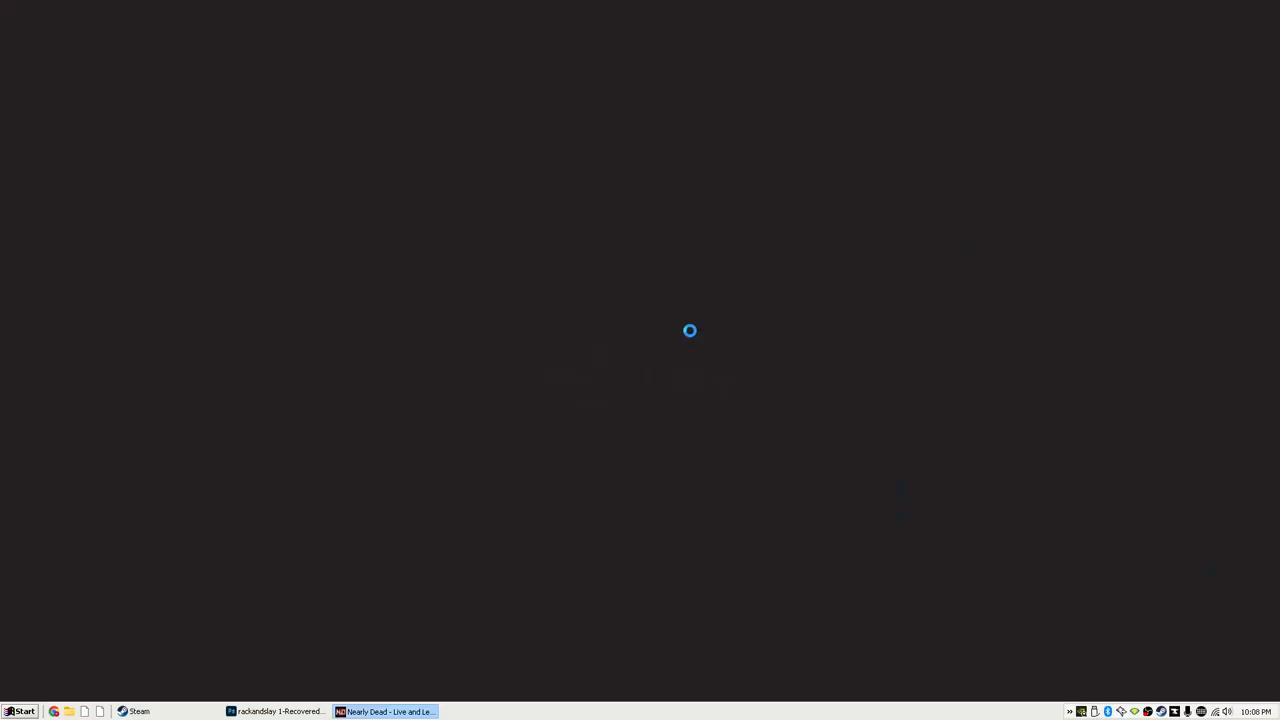 Start
Steam
rackandslay 1-Recovered...
Nearly Dead - Live and Le...
10:08 PM